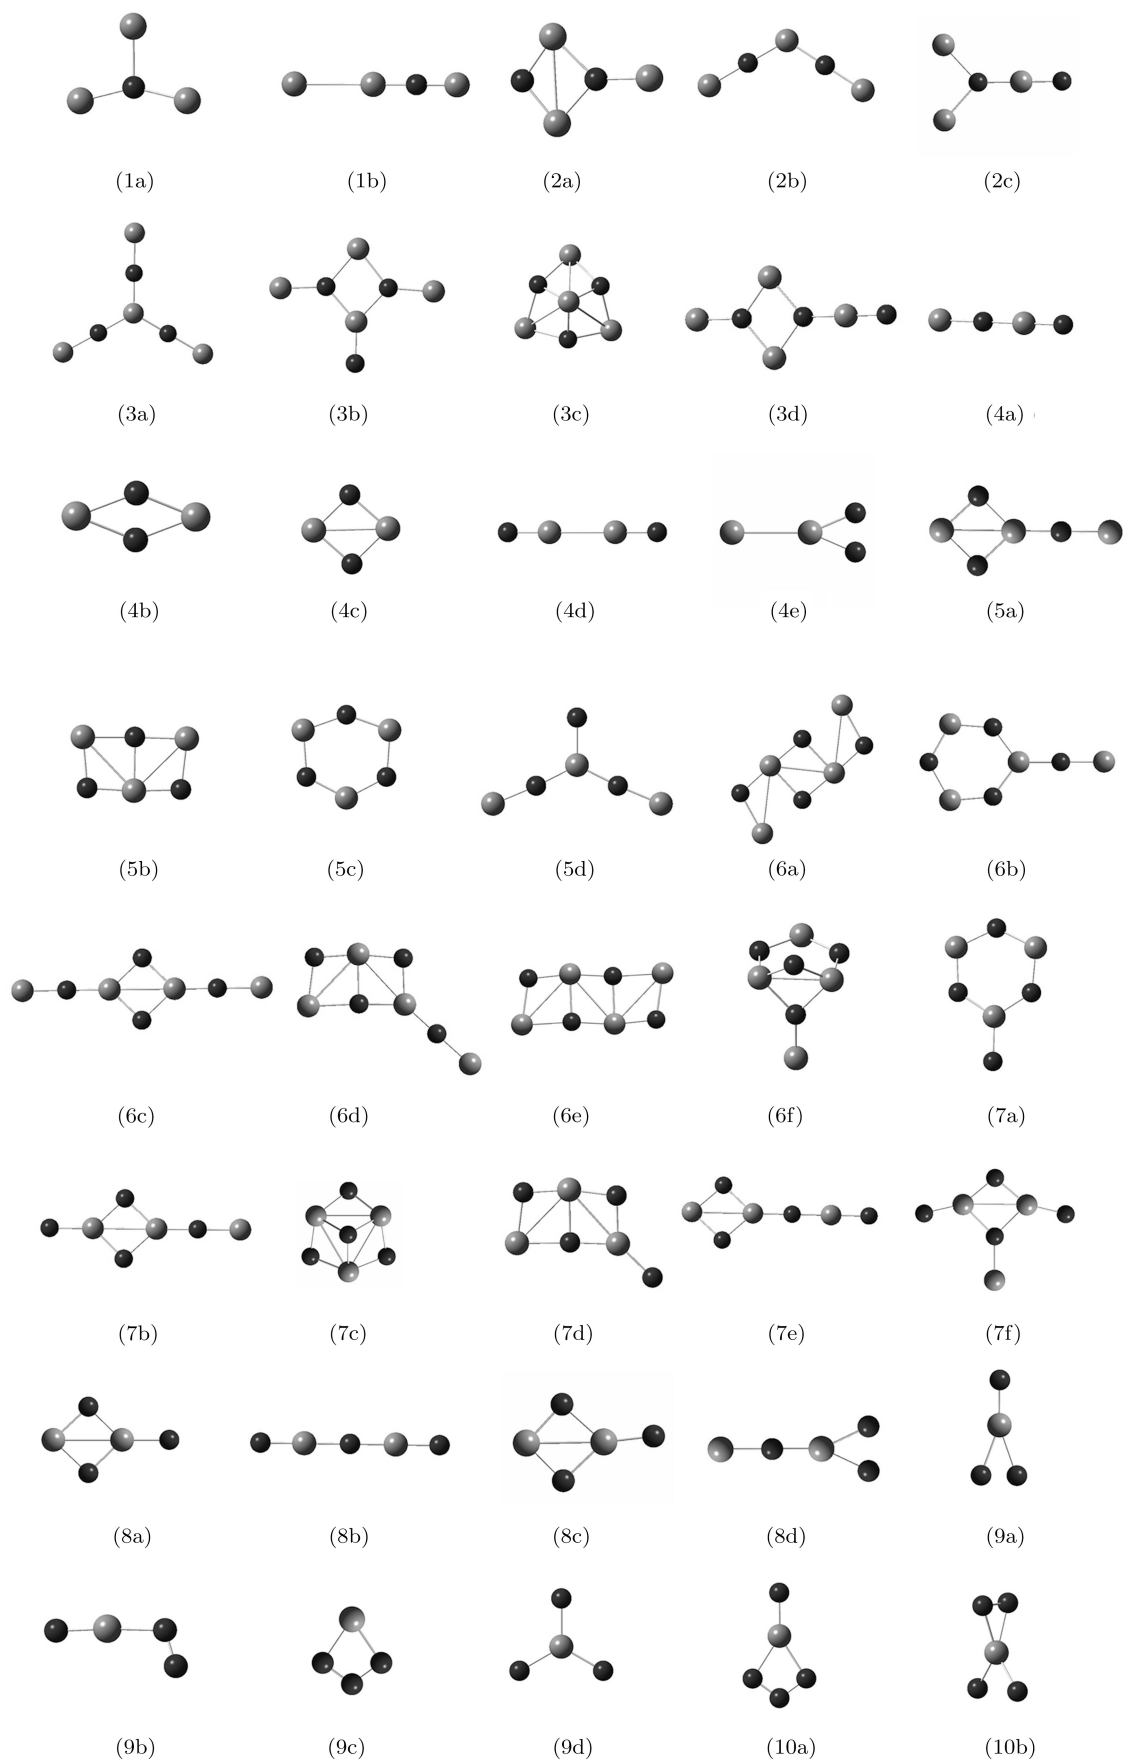 (1a) (1b) (2a) (2b) (2c)
(3a) (3b) (3c) (3d) (4a)
(4b) (4c) (4d) (4e) (5a)
(5b) (5c) (5d) (6a) (6b)
(6c) (6d) (6e) (6f) (7a)
(7b) (7c) (7d) (7e) (7f)
(8a) (8b) (8c) (8d) (9a)
(9b) (9c) (9d) (10a) (10b)